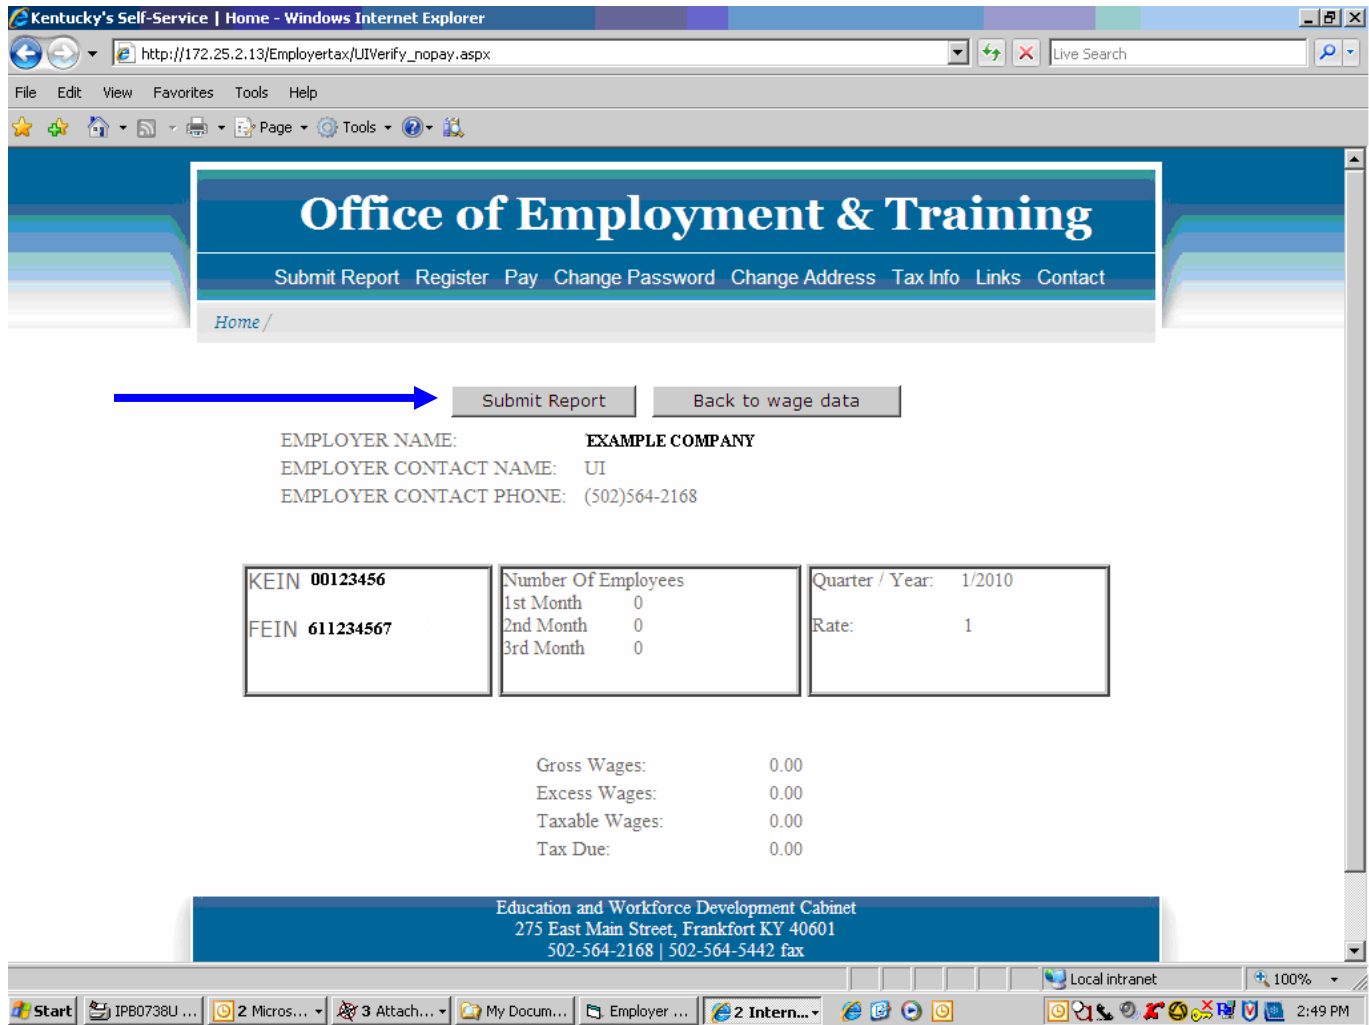 Kentucky's Self-Service | Home - Windows Internet Explorer
http://172.25.2.13/Employertax/UIVerify_nopay.aspx
Live Search
File Edit View Favorites Tools Help
Page Tools
Office of Employment & Training
Submit Report Register Pay Change Password Change Address Tax Info Links Contact
Home /
Submit Report Back to wage data
EMPLOYER NAME: EXAMPLE COMPANY
EMPLOYER CONTACT NAME: UI
EMPLOYER CONTACT PHONE: (502)564-2168
KEIN 00123456
FEIN 611234567
Number Of Employees
1st Month 0
2nd Month 0
3rd Month 0
Quarter / Year: 1/2010
Rate: 1
Gross Wages: 0.00
Excess Wages: 0.00
Taxable Wages: 0.00
Tax Due: 0.00
Education and Workforce Development Cabinet
275 East Main Street, Frankfort KY 40601
502-564-2168 | 502-564-5442 fax
Local intranet 100%
Start IPB0738U ... 2 Micros... 3 Attach... My Docum... Employer ... 2 Intern... 2:49 PM